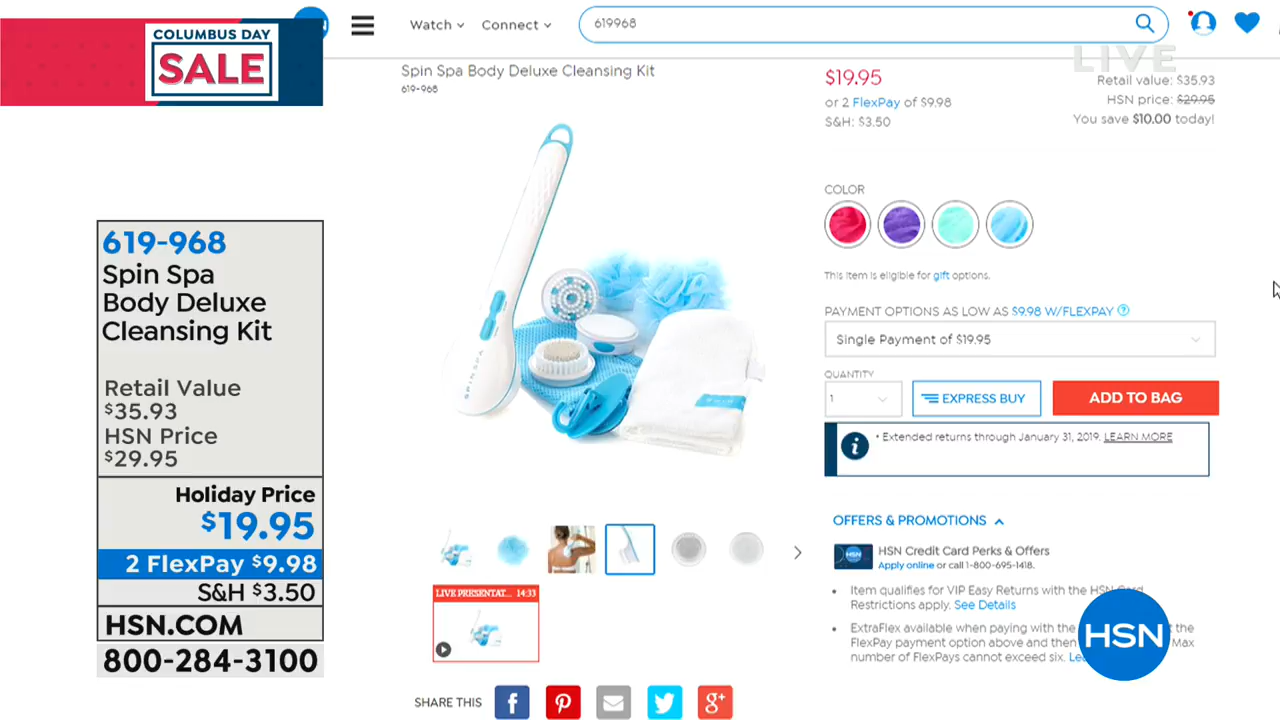 COLUMBUS DAY
SALE
Watch
Connect
619968
LIVE
Spin Spa Body Deluxe Cleansing Kit
619-968
$19.95
or 2 FlexPay of $9.98
S&H: $3.50
Retail value: $35.93
HSN price: $29.95
You save $10.00 today!
COLOR
This item is eligible for gift options.
PAYMENT OPTIONS AS LOW AS $9.98 W/FLEXPAY ?
Single Payment of $19.95
QUANTITY
1
EXPRESS BUY
ADD TO BAG
i
• Extended returns through January 31, 2019. LEARN MORE
OFFERS & PROMOTIONS
HSN
HSN Credit Card Perks & Offers
Apply online or call 1-800-695-1418.
• Item qualifies for VIP Easy Returns with the HSN Card
Restrictions apply. See Details
• ExtraFlex available when paying with the
FlexPay payment option above and then
number of FlexPays cannot exceed six.
the
Max
HSN
619-968
Spin Spa
Body Deluxe
Cleansing Kit
Retail Value
$35.93
HSN Price
$29.95
Holiday Price
$19.95
2 FlexPay $9.98
S&H $3.50
HSN.COM
800-284-3100
SPIN SPA
LIVE PRESENTAT... 14:33
SHARE THIS
f
g+